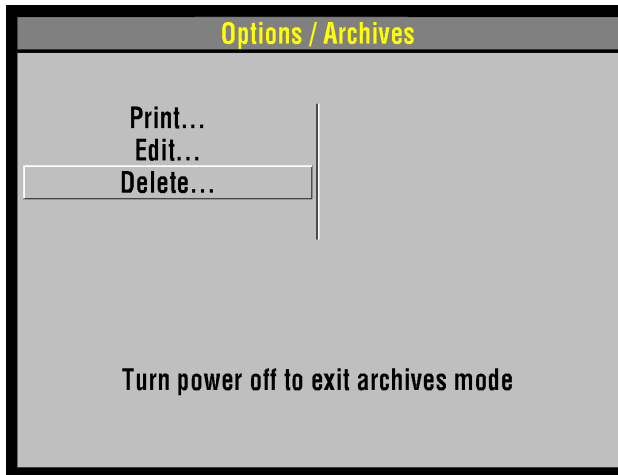 Options / Archives
Print...
Edit...
Delete...
Turn power off to exit archives mode